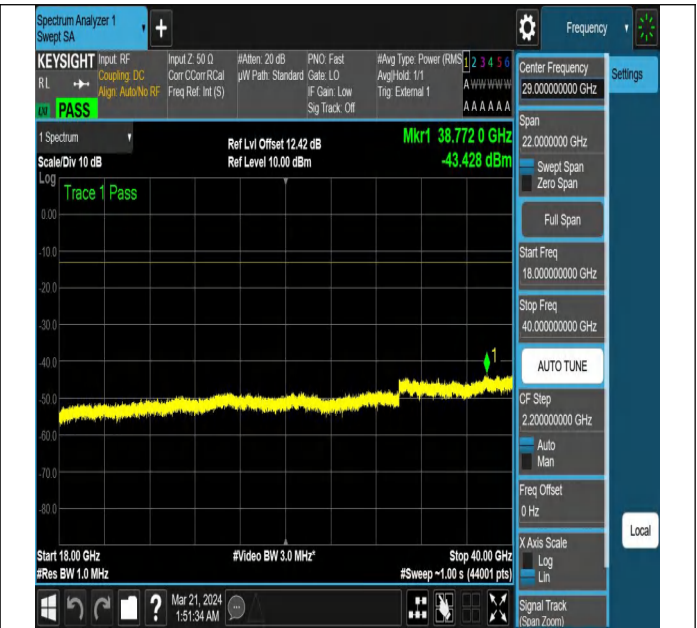 Spectrum Analyzer 1
Swept SA
+
Frequency
KEYSIGHT
RL
PASS
Input: RF
Coupling: DC
Align: Auto/No RF
Input Z: 50 Ω
Corr CCorr RCal
Freq Ref: Int (S)
#Atten: 20 dB
µW Path: Standard
PNO: Fast
Gate: LO
IF Gain: Low
Sig Track: Off
#Avg Type: Power (RMS
Avg|Hold: 1/1
Trig: External 1
1 2 3 4 5 6
A W W W W W
A A A A A A
1 Spectrum
Scale/Div 10 dB
Ref Lvl Offset 12.42 dB
Ref Level 10.00 dBm
Mkr1 38.772 0 GHz
-43.428 dBm
Log
Trace 1 Pass
0.00
-10.0
-20.0
-30.0
-40.0
-50.0
-60.0
-70.0
-80.0
1
Start 18.00 GHz
#Res BW 1.0 MHz
#Video BW 3.0 MHz*
Stop 40.00 GHz
#Sweep ~1.00 s (44001 pts)
?
Mar 21, 2024
1:51:34 AM
Center Frequency
29.000000000 GHz
Settings
Span
22.0000000 GHz
Swept Span
Zero Span
Full Span
Start Freq
18.000000000 GHz
Stop Freq
40.000000000 GHz
AUTO TUNE
CF Step
2.200000000 GHz
Auto
Man
Freq Offset
0 Hz
X Axis Scale
Log
Lin
Local
Signal Track
(Span Zoom)